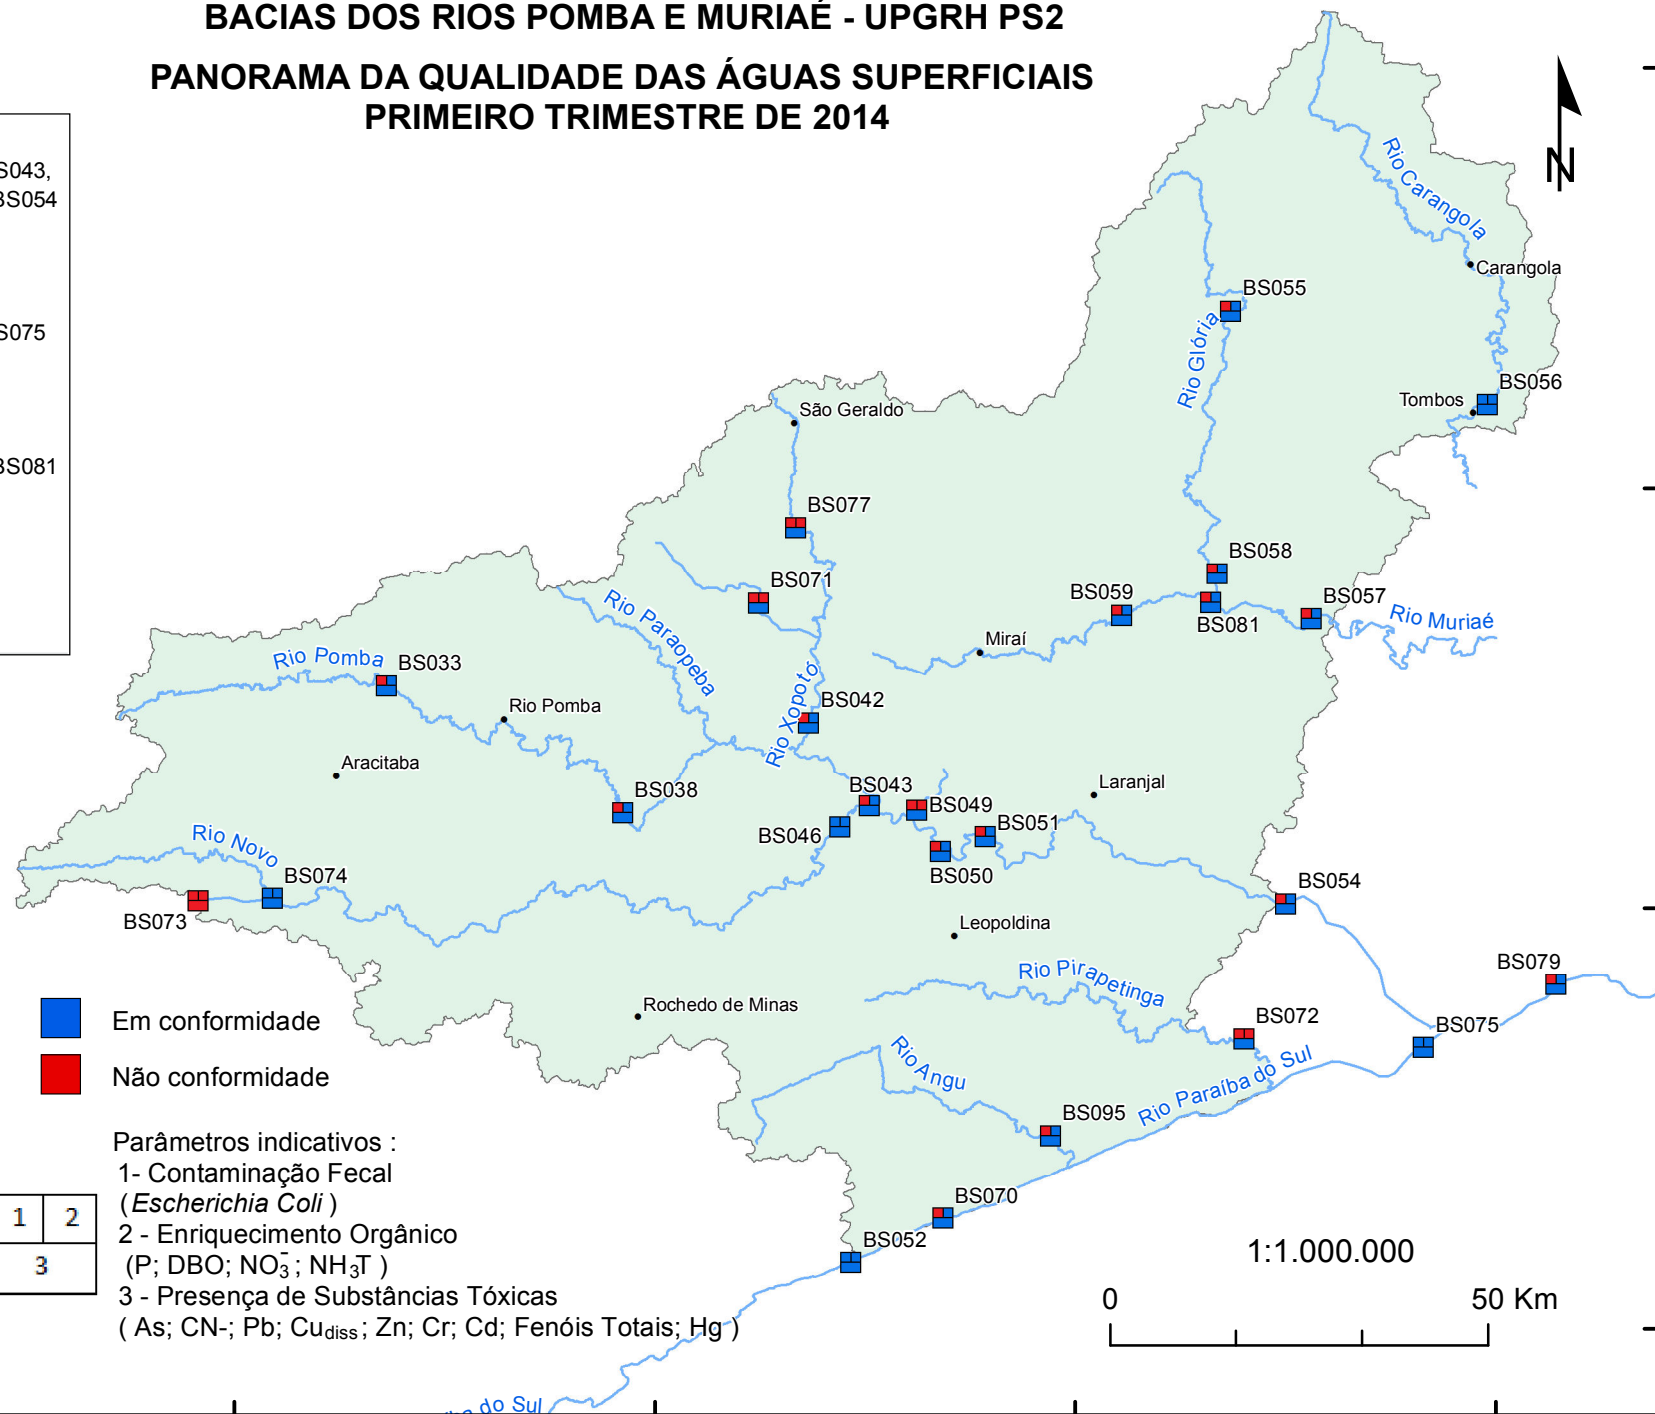 BACIAS DOS RIOS POMBA E MURIAÉ - UPGRH PS2
PANORAMA DA QUALIDADE DAS ÁGUAS SUPERFICIAIS
PRIMEIRO TRIMESTRE DE 2014
S043,
BS054
S075
BS081
N
Rio Carangola
Carangola
BS055
Rio Glória
BS056
Tombos
São Geraldo
BS077
BS058
BS071
BS059
BS057
Rio Paraopeba
Rio Muriaé
BS081
Miraí
Rio Pomba
BS033
Rio Xopotó
BS042
Rio Pomba
Aracitaba
BS038
BS043
Laranjal
BS049
BS051
BS046
Rio Novo
BS074
BS050
BS054
BS073
Leopoldina
BS079
Rio Pirapetinga
Rochedo de Minas
BS072
BS075
Rio Angu
Rio Paraíba do Sul
BS095
BS070
BS052
Em conformidade
Não conformidade
Parâmetros indicativos :
1- Contaminação Fecal
(Escherichia Coli )
2 - Enriquecimento Orgânico
(P; DBO; NO₃⁻; NH₃T )
3 - Presença de Substâncias Tóxicas
( As; CN-; Pb; Cudiss; Zn; Cr; Cd; Fenóis Totais; Hg )
1 2
3
1:1.000.000
0 50 Km
do Sul